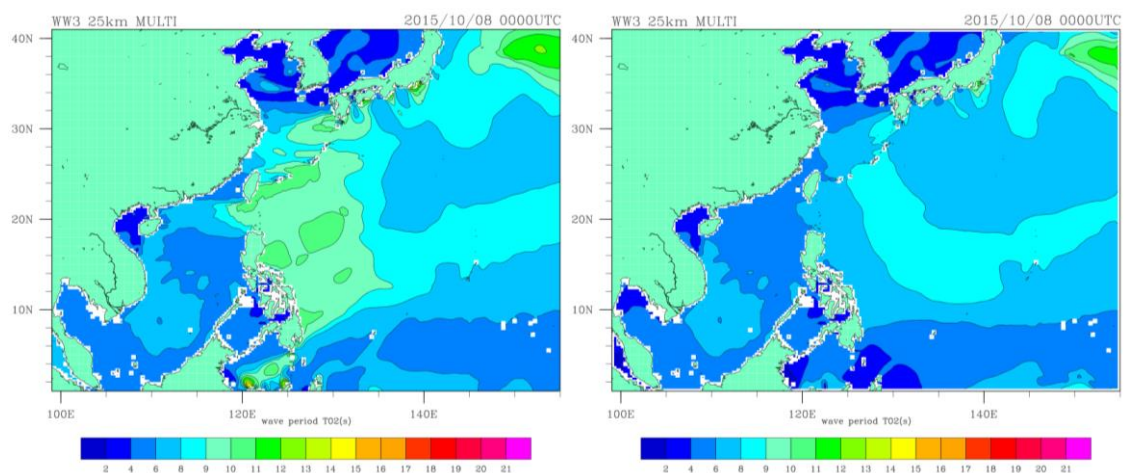 WW3 25km MULTI 2015/10/08 0000UTC
40N
30N
20N
10N
100E 120E 140E
wave period T02(s)
2 4 6 8 9 10 11 12 13 14 15 16 17 18 19 20 21
WW3 25km MULTI 2015/10/08 0000UTC
40N
30N
20N
10N
100E 120E 140E
wave period T02(s)
2 4 6 8 9 10 11 12 13 14 15 16 17 18 19 20 21